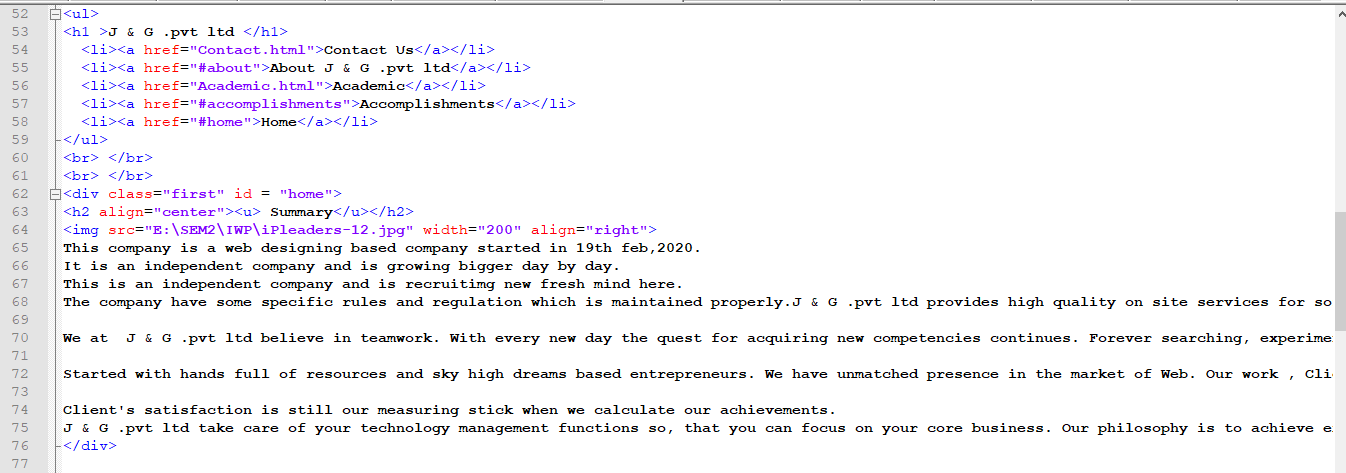 52 <ul>
53 <h1 >J & G .pvt ltd </h1>
54 <li><a href="Contact.html">Contact Us</a></li>
55 <li><a href="#about">About J & G .pvt ltd</a></li>
56 <li><a href="Academic.html">Academic</a></li>
57 <li><a href="#accomplishments">Accomplishments</a></li>
58 <li><a href="#home">Home</a></li>
59 </ul>
60 <br> </br>
61 <br> </br>
62 <div class="first" id = "home">
63 <h2 align="center"><u> Summary</u></h2>
64 <img src="E:\SEM2\IWP\iPleaders-12.jpg" width="200" align="right">
65 This company is a web designing based company started in 19th feb,2020.
66 It is an independent company and is growing bigger day by day.
67 This is an independent company and is recruitimg new fresh mind here.
68 The company have some specific rules and regulation which is maintained properly.J & G .pvt ltd provides high quality on site services for so
69
70 We at  J & G .pvt ltd believe in teamwork. With every new day the quest for acquiring new competencies continues. Forever searching, experime
71
72 Started with hands full of resources and sky high dreams based entrepreneurs. We have unmatched presence in the market of Web. Our work , Cli
73
74 Client's satisfaction is still our measuring stick when we calculate our achievements.
75 J & G .pvt ltd take care of your technology management functions so, that you can focus on your core business. Our philosophy is to achieve e
76 </div>
77